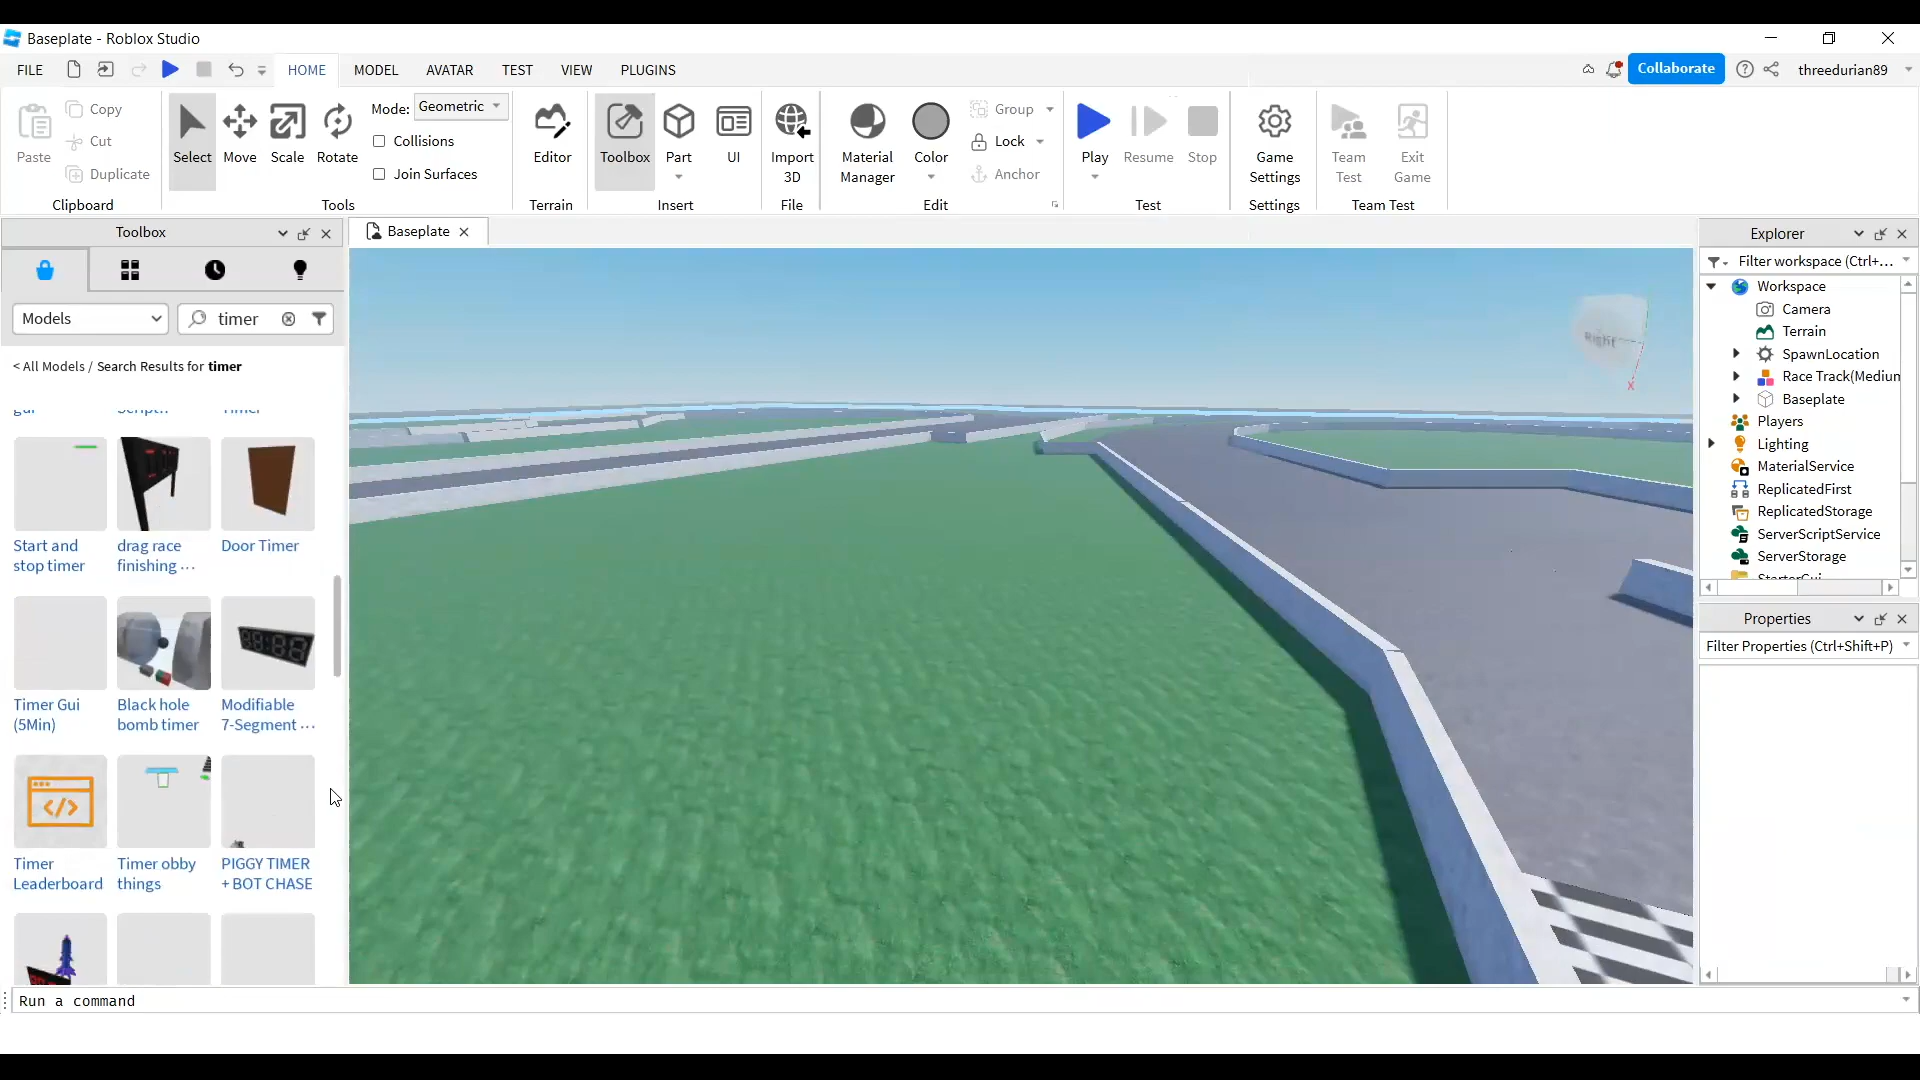 Baseplate - Roblox Studio
FILE HOME MODEL AVATAR TEST VIEW PLUGINS Collaborate threedurian89
Paste Copy Cut Duplicate
Clipboard
Select Move Scale Rotate
Mode: Geometric
Collisions
Join Surfaces
Tools
Editor
Terrain
Toolbox Part UI
Insert
Import 3D
File
Material Manager Color Group Lock Anchor
Edit
Play Resume Stop
Test
Game Settings
Settings
Team Test Exit Game
Team Test
Toolbox
Models timer
< All Models / Search Results for timer
Start and stop timer
drag race finishing ...
Door Timer
Timer Gui (5Min)
Black hole bomb timer
Modifiable 7-Segment ...
Timer Leaderboard
Timer obby things
PIGGY TIMER + BOT CHASE
Baseplate
Right
X
Explorer
Filter workspace (Ctrl+...
Workspace
Camera
Terrain
SpawnLocation
Race Track(Medium
Baseplate
Players
Lighting
MaterialService
ReplicatedFirst
ReplicatedStorage
ServerScriptService
ServerStorage
StarterGui
Properties
Filter Properties (Ctrl+Shift+P)
Run a command